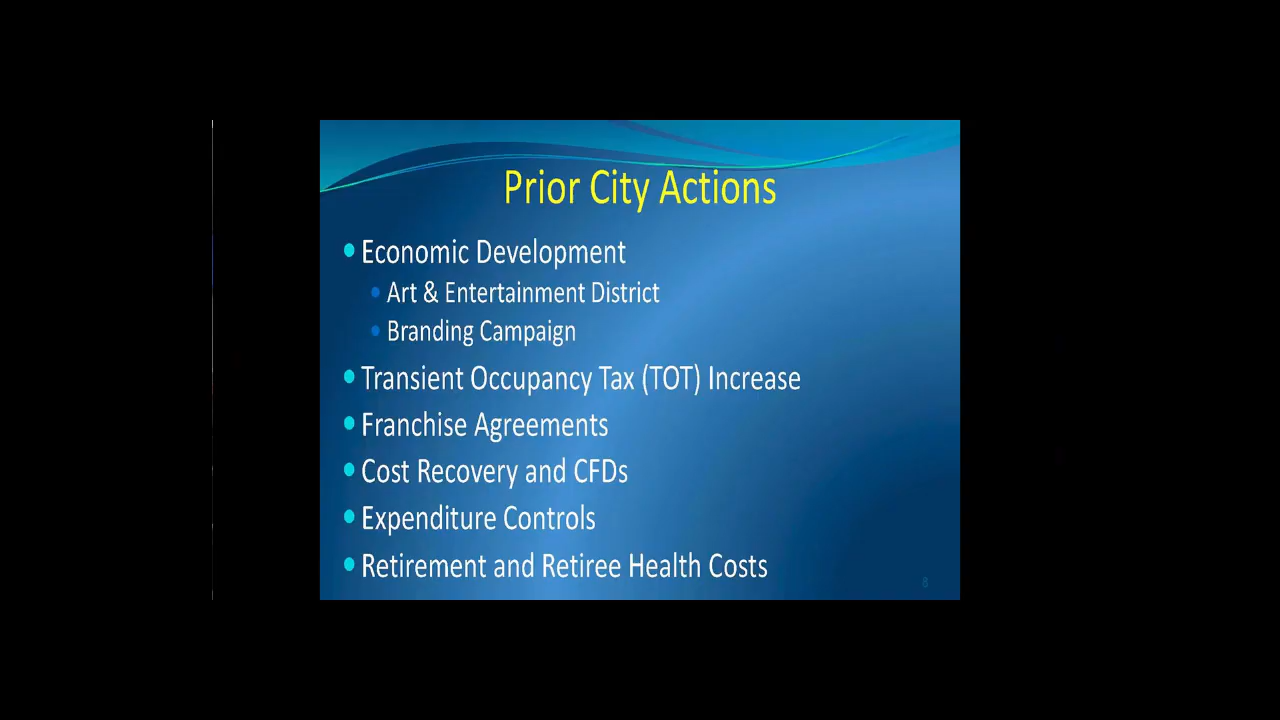 Prior City Actions
• Economic Development
• Art & Entertainment District
• Branding Campaign
• Transient Occupancy Tax (TOT) Increase
• Franchise Agreements
• Cost Recovery and CFDs
• Expenditure Controls
• Retirement and Retiree Health Costs
8